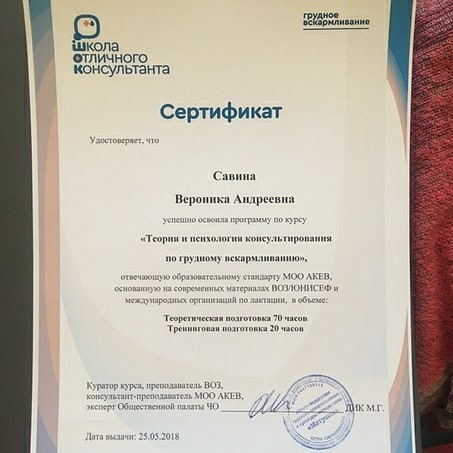 Школа
отличного
консультанта
грудное
вскармливание
Сертификат
Удостоверяет, что
Савина
Вероника Андреевна
успешно освоила программу по курсу
«Теория и психология консультирования
по грудному вскармливанию»,
отвечающую образовательному стандарту МОО АКЕВ,
основанную на современных материалах ВОЗ/ЮНИСЕФ и
международных организаций по лактации, в объеме:
Теоретическая подготовка 70 часов
Тренинговая подготовка 20 часов
Куратор курса, преподаватель ВОЗ,
консультант-преподаватель МОО АКЕВ,
эксперт Общественной палаты ЧО ДИК М.Г.
Дата выдачи: 25.05.2018